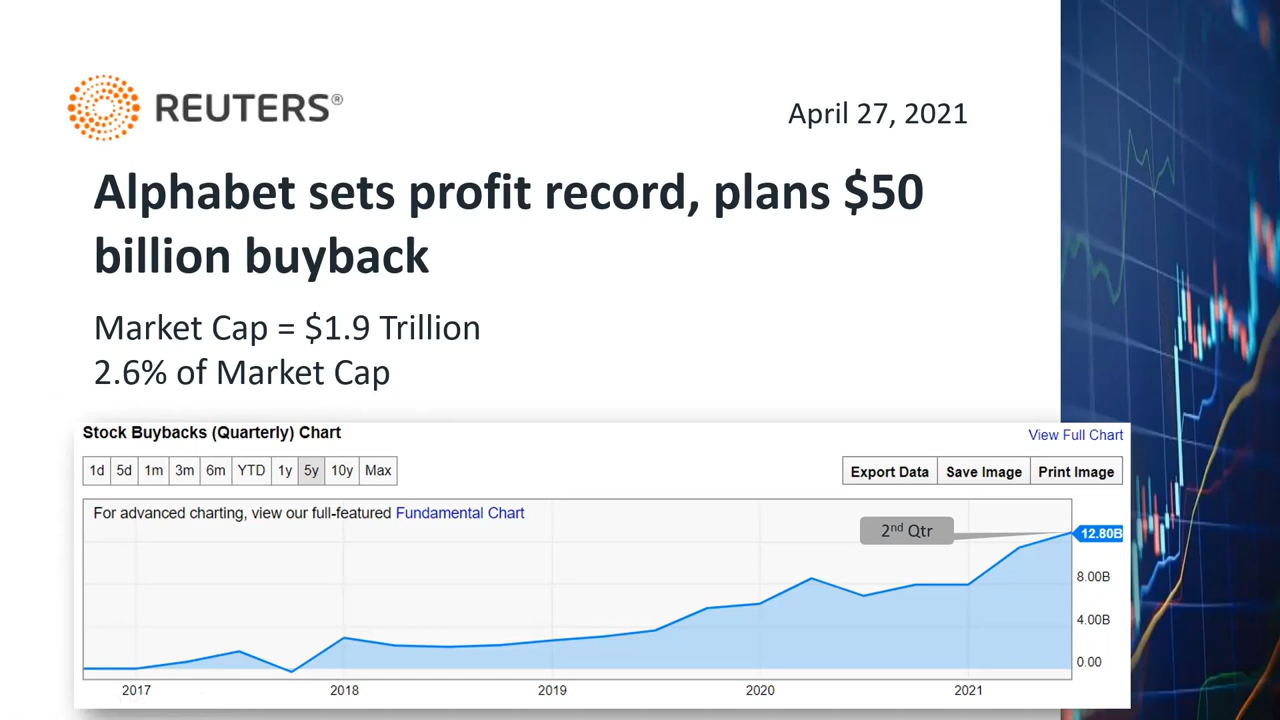 REUTERS®
April 27, 2021
Alphabet sets profit record, plans $50
billion buyback
Market Cap = $1.9 Trillion
2.6% of Market Cap
Stock Buybacks (Quarterly) Chart
View Full Chart
1d 5d 1m 3m 6m YTD 1y 5y 10y Max
Export Data Save Image Print Image
For advanced charting, view our full-featured Fundamental Chart
2nd Qtr
12.80B
8.00B
4.00B
0.00
2017 2018 2019 2020 2021